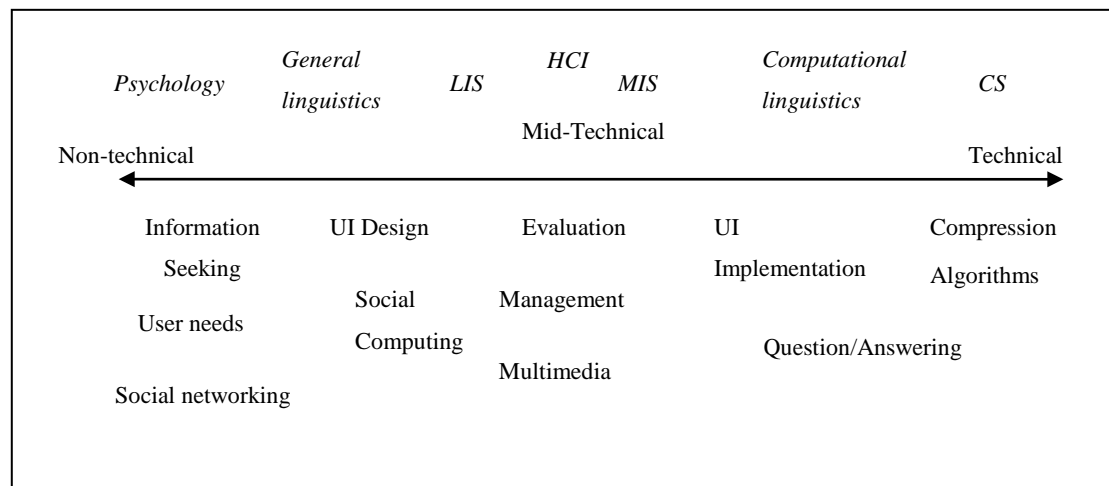 Psychology
General
linguistics
LIS
HCI
MIS
Computational
linguistics
CS
Mid-Technical
Non-technical
Technical
Information
Seeking
User needs
Social networking
UI Design
Social
Computing
Evaluation
Management
Multimedia
UI
Implementation
Question/Answering
Compression
Algorithms